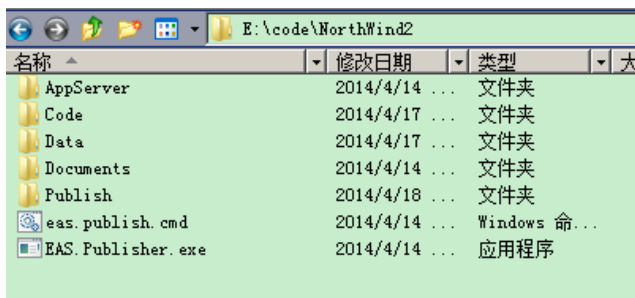 E:\code\NorthWind2
名称 修改日期 类型 大
AppServer 2014/4/14 ... 文件夹
Code 2014/4/17 ... 文件夹
Data 2014/4/17 ... 文件夹
Documents 2014/4/14 ... 文件夹
Publish 2014/4/18 ... 文件夹
eas.publish.cmd 2014/4/14 ... Windows 命...
EAS.Publisher.exe 2014/4/14 ... 应用程序